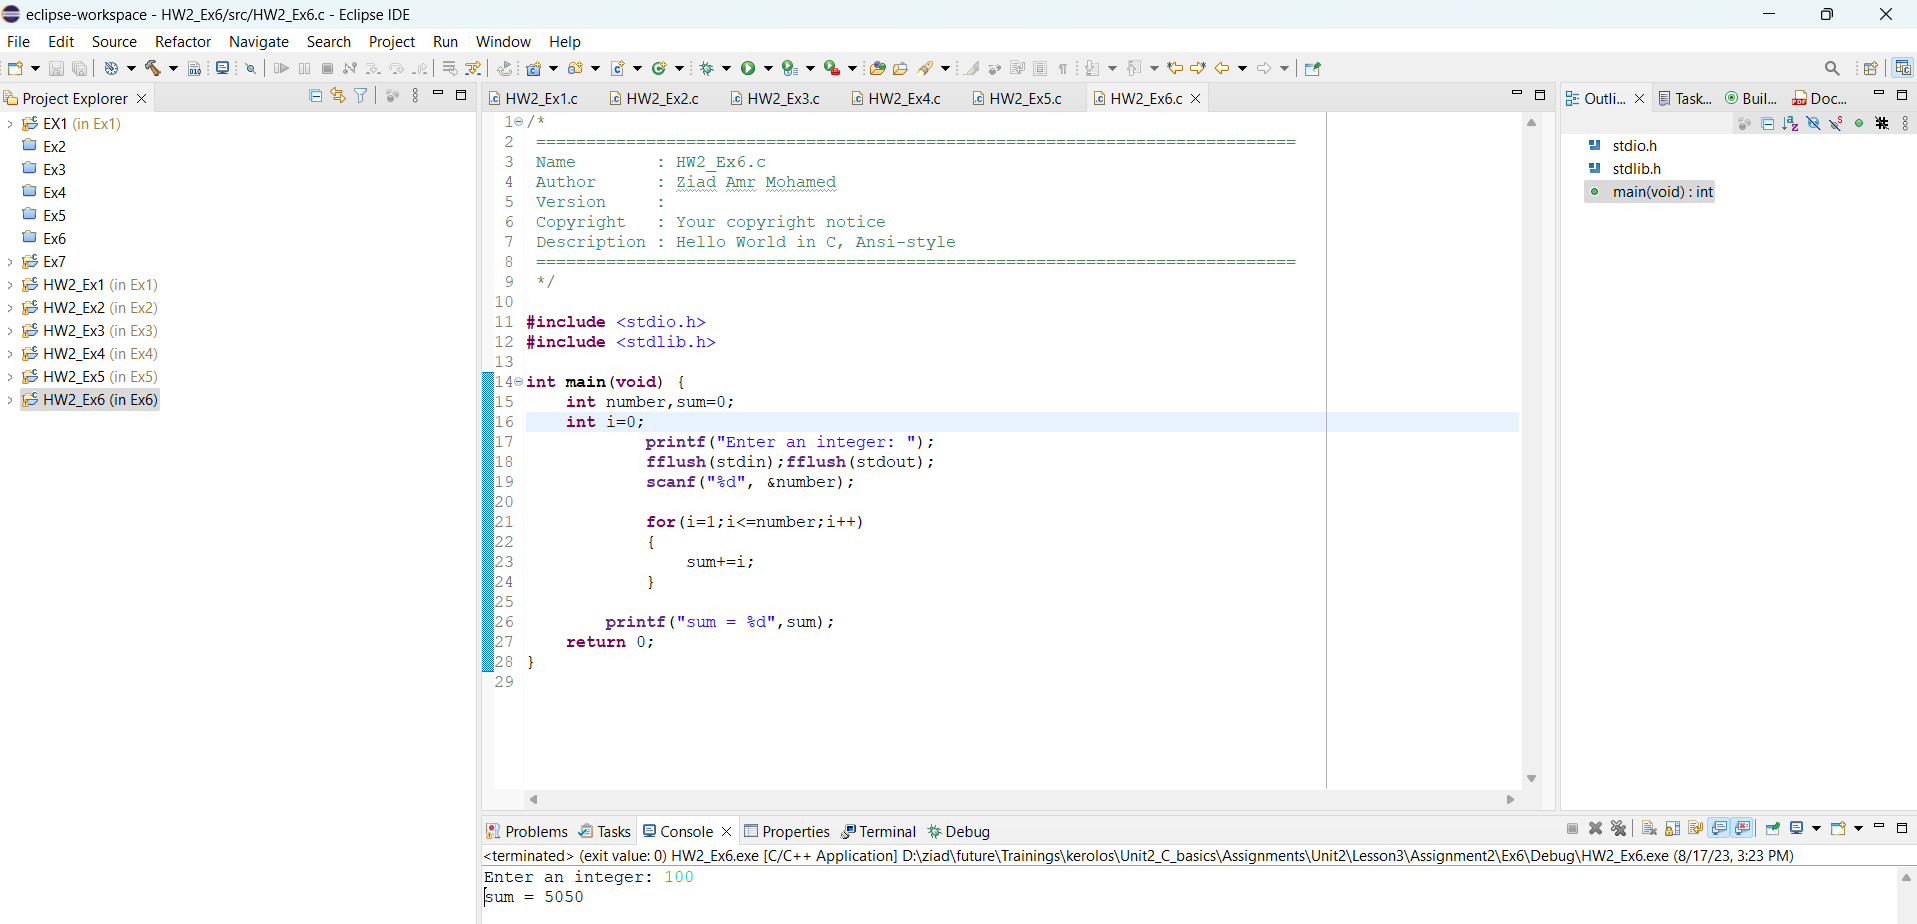 eclipse-workspace - HW2_Ex6/src/HW2_Ex6.c - Eclipse IDE
File Edit Source Refactor Navigate Search Project Run Window Help
Project Explorer
EX1 (in Ex1)
Ex2
Ex3
Ex4
Ex5
Ex6
Ex7
HW2_Ex1 (in Ex1)
HW2_Ex2 (in Ex2)
HW2_Ex3 (in Ex3)
HW2_Ex4 (in Ex4)
HW2_Ex5 (in Ex5)
HW2_Ex6 (in Ex6)
HW2_Ex1.c HW2_Ex2.c HW2_Ex3.c HW2_Ex4.c HW2_Ex5.c HW2_Ex6.c
1 /*
2 ============================================================================
3 Name : HW2_Ex6.c
4 Author : Ziad Amr Mohamed
5 Version :
6 Copyright : Your copyright notice
7 Description : Hello World in C, Ansi-style
8 ============================================================================
9 */
10
11 #include <stdio.h>
12 #include <stdlib.h>
13
14 int main(void) {
15 int number,sum=0;
16 int i=0;
17 printf("Enter an integer: ");
18 fflush(stdin);fflush(stdout);
19 scanf("%d", &number);
20
21 for(i=1;i<=number;i++)
22 {
23 sum+=i;
24 }
25
26 printf("sum = %d",sum);
27 return 0;
28 }
29
Outli... Task... Buil... Doc...
stdio.h
stdlib.h
main(void) : int
Problems Tasks Console Properties Terminal Debug
<terminated> (exit value: 0) HW2_Ex6.exe [C/C++ Application] D:\ziad\future\Trainings\kerolos\Unit2_C_basics\Assignments\Unit2\Lesson3\Assignment2\Ex6\Debug\HW2_Ex6.exe (8/17/23, 3:23 PM)
Enter an integer: 100
sum = 5050